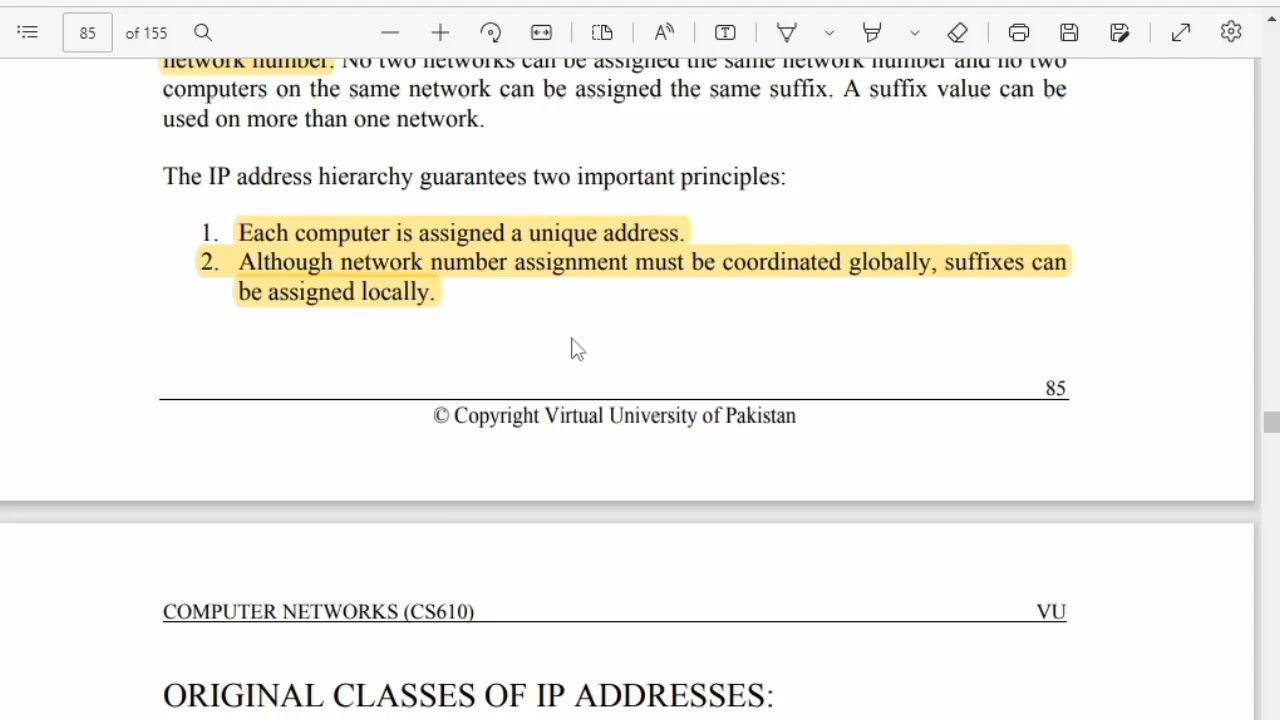 85 of 155
network number. No two networks can be assigned the same network number and no two
computers on the same network can be assigned the same suffix. A suffix value can be
used on more than one network.
The IP address hierarchy guarantees two important principles:
1. Each computer is assigned a unique address.
2. Although network number assignment must be coordinated globally, suffixes can
be assigned locally.
85
© Copyright Virtual University of Pakistan
COMPUTER NETWORKS (CS610) VU
ORIGINAL CLASSES OF IP ADDRESSES: